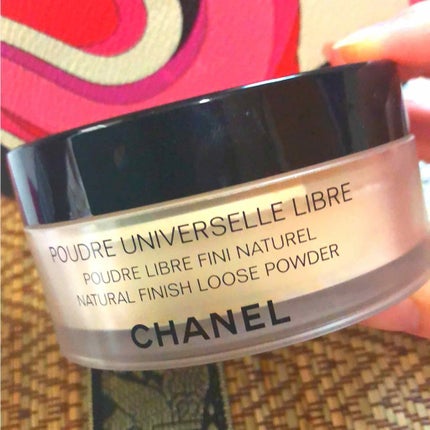 POUDRE UNIVERSELLE LIBRE
POUDRE LIBRE FINI NATUREL
NATURAL FINISH LOOSE POWDER
CHANEL